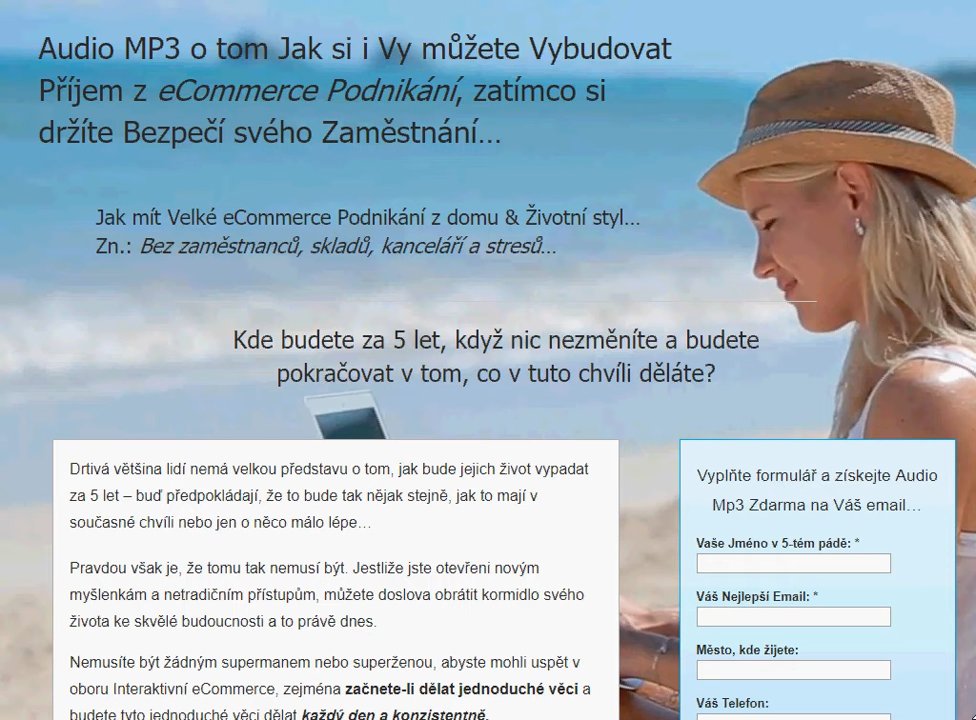 Audio MP3 o tom Jak si i Vy můžete Vybudovat
Příjem z eCommerce Podnikání, zatímco si
držíte Bezpečí svého Zaměstnání...
Jak mít Velké eCommerce Podnikání z domu & Životní styl...
Zn.: Bez zaměstnanců, skladů, kanceláří a stresů...
Kde budete za 5 let, když nic nezměníte a budete
pokračovat v tom, co v tuto chvíli děláte?
Drtivá většina lidí nemá velkou představu o tom, jak bude jejich život vypadat
za 5 let – buď předpokládají, že to bude tak nějak stejně, jak to mají v
současné chvíli nebo jen o něco málo lépe...
Pravdou však je, že tomu tak nemusí být. Jestliže jste otevřeni novým
myšlenkám a netradičním přístupům, můžete doslova obrátit kormidlo svého
života ke skvělé budoucnosti a to právě dnes.
Nemusíte být žádným supermanem nebo superženou, abyste mohli uspět v
oboru Interaktivní eCommerce, zejména začnete-li dělat jednoduché věci a
budete tyto jednoduché věci dělat každý den a konzistentně.
Vyplňte formulář a získejte Audio
Mp3 Zdarma na Váš email...
Vaše Jméno v 5-tém pádě: *
Váš Nejlepší Email: *
Město, kde žijete:
Váš Telefon: